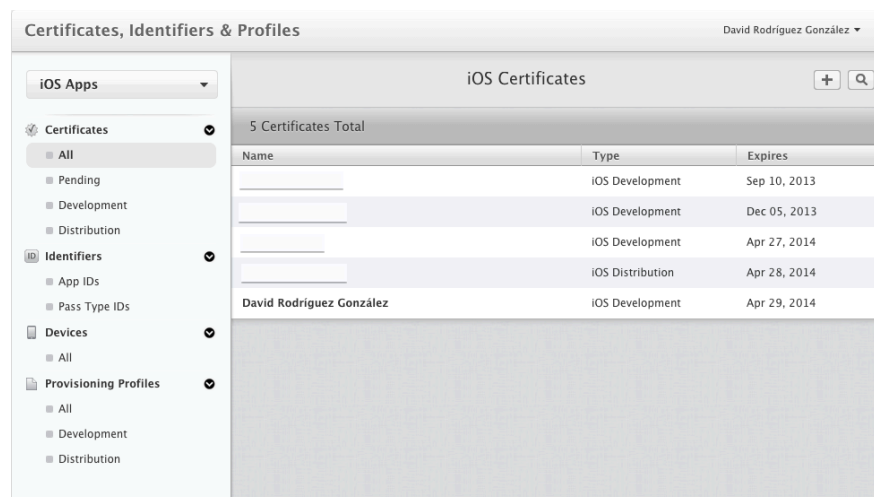 Certificates, Identifiers & Profiles
David Rodríguez González
iOS Apps
iOS Certificates
Certificates
All
Pending
Development
Distribution
ID
Identifiers
App IDs
Pass Type IDs
Devices
All
Provisioning Profiles
All
Development
Distribution
5 Certificates Total
Name Type Expires
iOS Development Sep 10, 2013
iOS Development Dec 05, 2013
iOS Development Apr 27, 2014
iOS Distribution Apr 28, 2014
David Rodríguez González iOS Development Apr 29, 2014